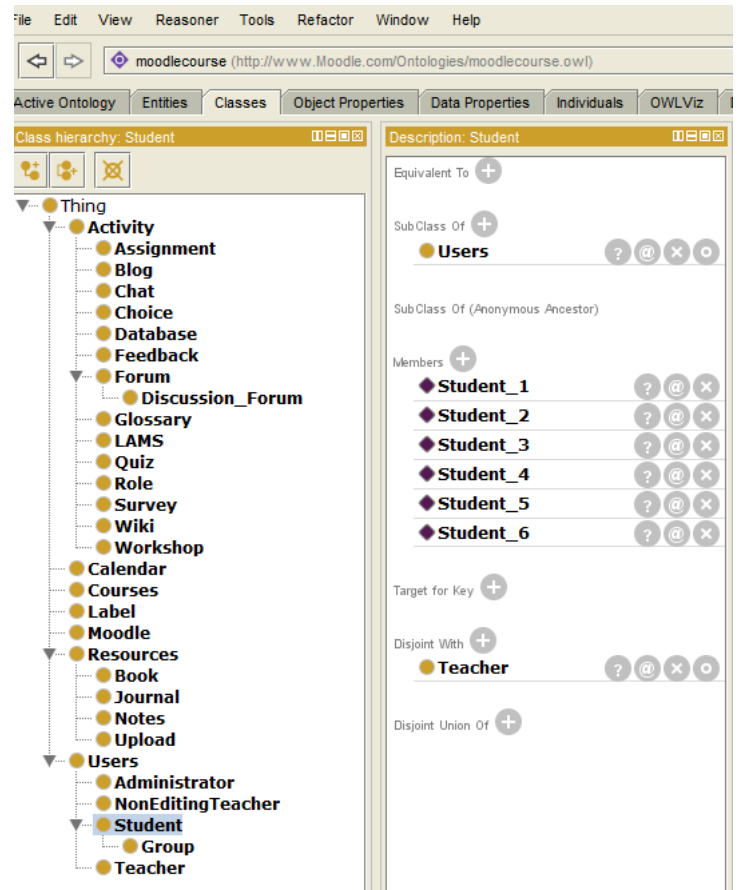 File Edit View Reasoner Tools Refactor Window Help
moodlecourse (http://www.Moodle.com/Ontologies/moodlecourse.owl)
Active Ontology Entities Classes Object Properties Data Properties Individuals OWLViz
Class hierarchy: Student
Thing
Activity
Assignment
Blog
Chat
Choice
Database
Feedback
Forum
Discussion_Forum
Glossary
LAMS
Quiz
Role
Survey
Wiki
Workshop
Calendar
Courses
Label
Moodle
Resources
Book
Journal
Notes
Upload
Users
Administrator
NonEditingTeacher
Student
Group
Teacher
Description: Student
Equivalent To +
SubClass Of +
Users ? @ x o
SubClass Of (Anonymous Ancestor)
Members +
Student_1 ? @ x
Student_2 ? @ x
Student_3 ? @ x
Student_4 ? @ x
Student_5 ? @ x
Student_6 ? @ x
Target for Key +
Disjoint With +
Teacher ? @ x o
Disjoint Union Of +